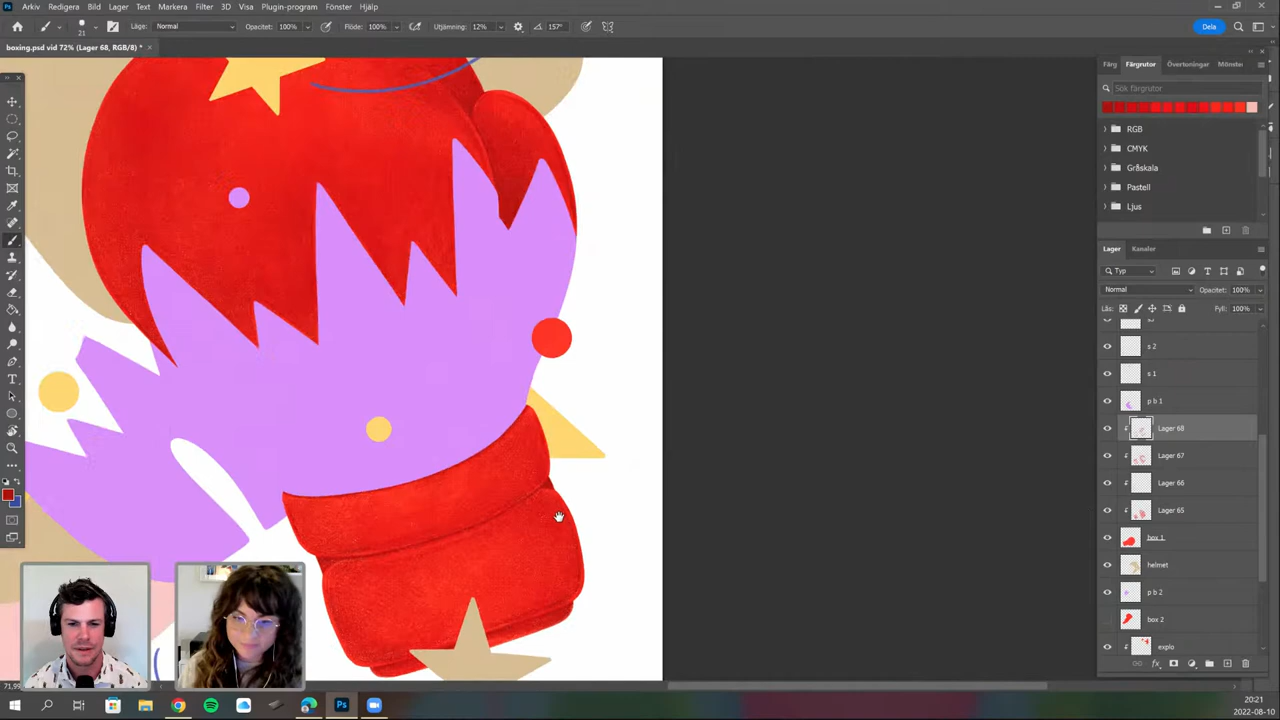 Arkiv Redigera Bild Lager Text Markera Filter 3D Visa Plugin-program Fönster Hjälp
21 Läge: Normal Opacitet: 100% Flöde: 100% Utjämning: 12% 157° Dela
boxing.psd vid 72% (Lager 68, RGB/8) *
Färg Färgrutor Övertoningar Mönster
Sök färgrutor
RGB
CMYK
Gråskala
Pastell
Ljus
Lager Kanaler
Typ
Normal Opacitet: 100%
Lås: Fyll: 100%
s 2
s 1
p b 1
Lager 68
Lager 67
Lager 66
Lager 65
box 1
helmet
p b 2
box 2
explo
20:21
2022-08-10